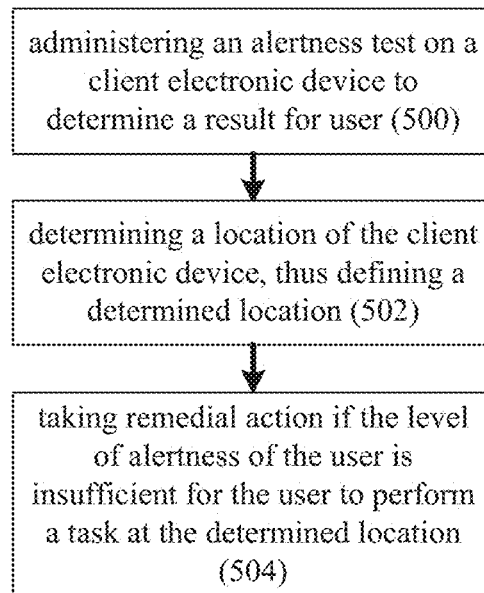 administering an alertness test on a
client electronic device to
determine a result for user (500)
determining a location of the client
electronic device, thus defining a
determined location (502)
taking remedial action if the level
of alertness of the user is
insufficient for the user to perform
a task at the determined location
(504)